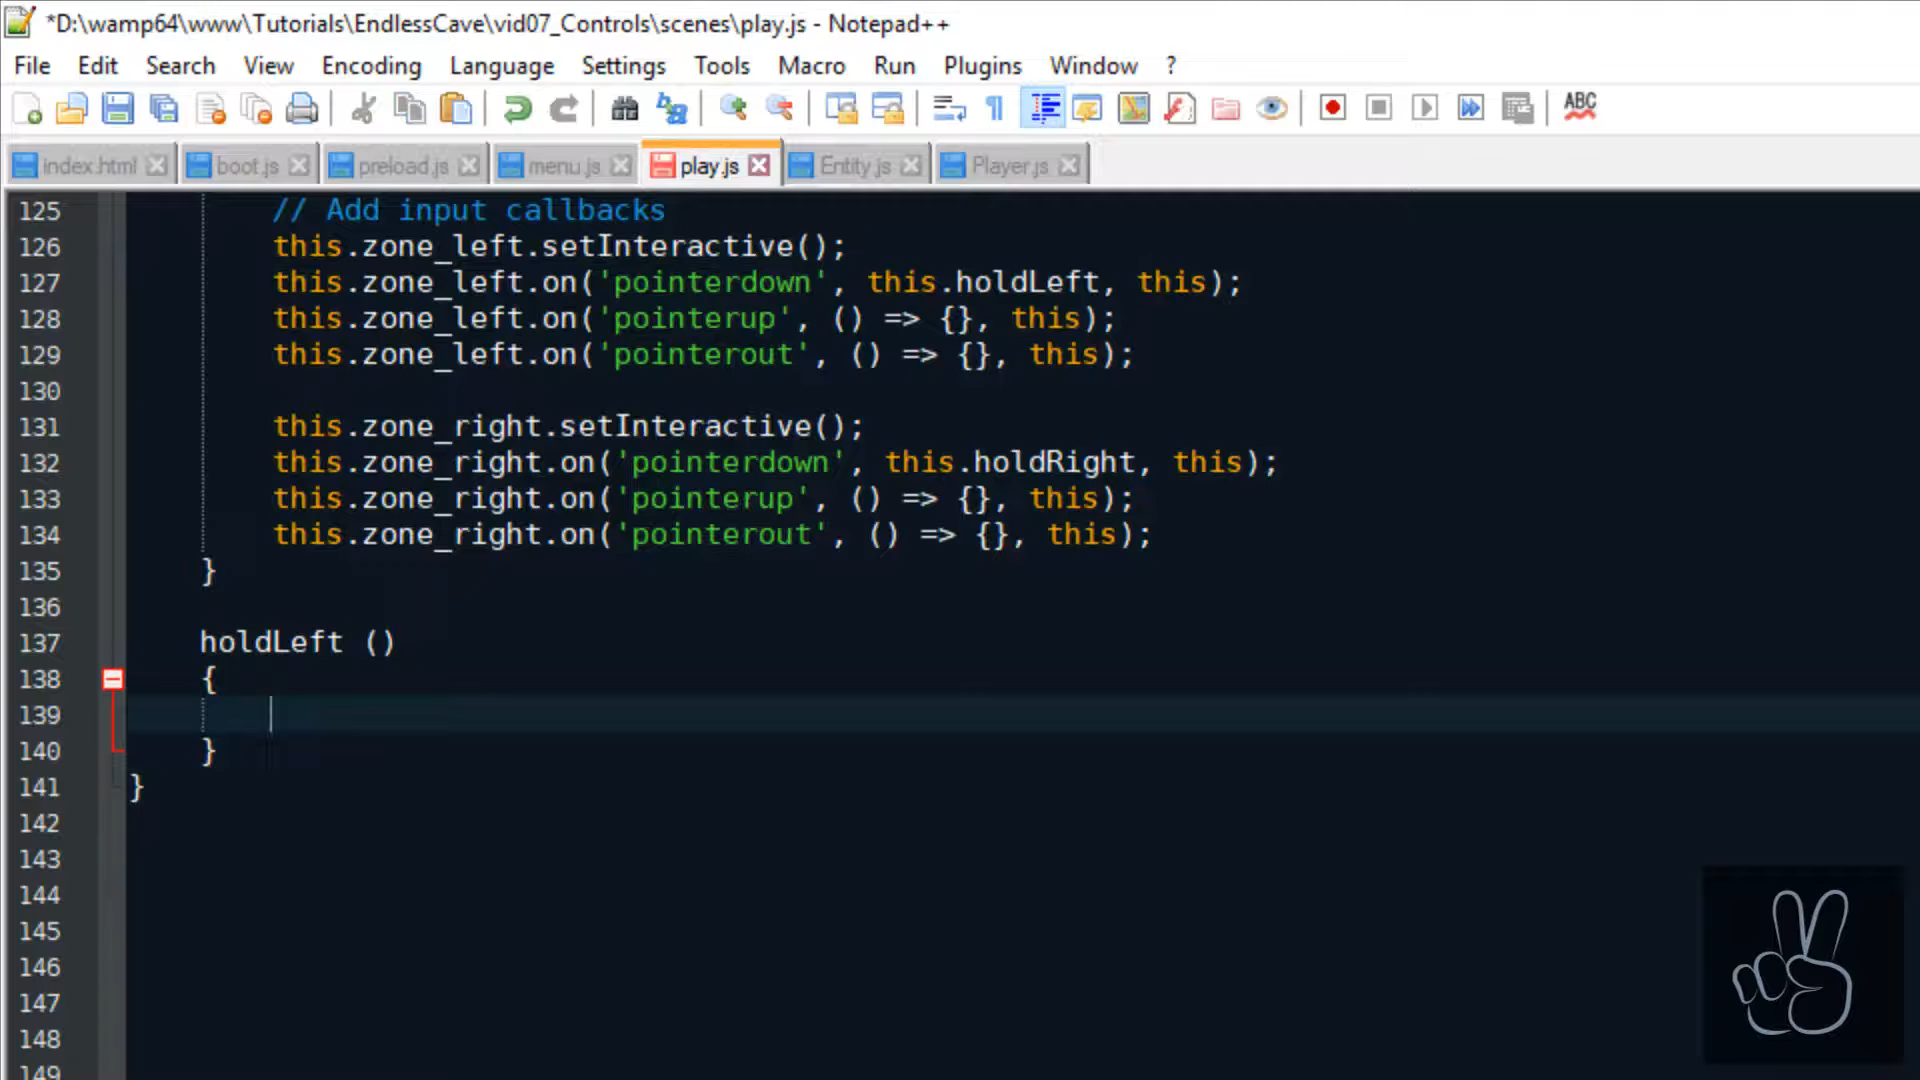 *D:\wamp64\www\Tutorials\EndlessCave\vid07_Controls\scenes\play.js - Notepad++
File Edit Search View Encoding Language Settings Tools Macro Run Plugins Window ?
ABC
index.html boot.js preload.js menu.js play.js Entity.js Player.js
125 // Add input callbacks
126 this.zone_left.setInteractive();
127 this.zone_left.on('pointerdown', this.holdLeft, this);
128 this.zone_left.on('pointerup', () => {}, this);
129 this.zone_left.on('pointerout', () => {}, this);
130
131 this.zone_right.setInteractive();
132 this.zone_right.on('pointerdown', this.holdRight, this);
133 this.zone_right.on('pointerup', () => {}, this);
134 this.zone_right.on('pointerout', () => {}, this);
135 }
136
137 holdLeft ()
138 {
139
140 }
141 }
142
143
144
145
146
147
148
149